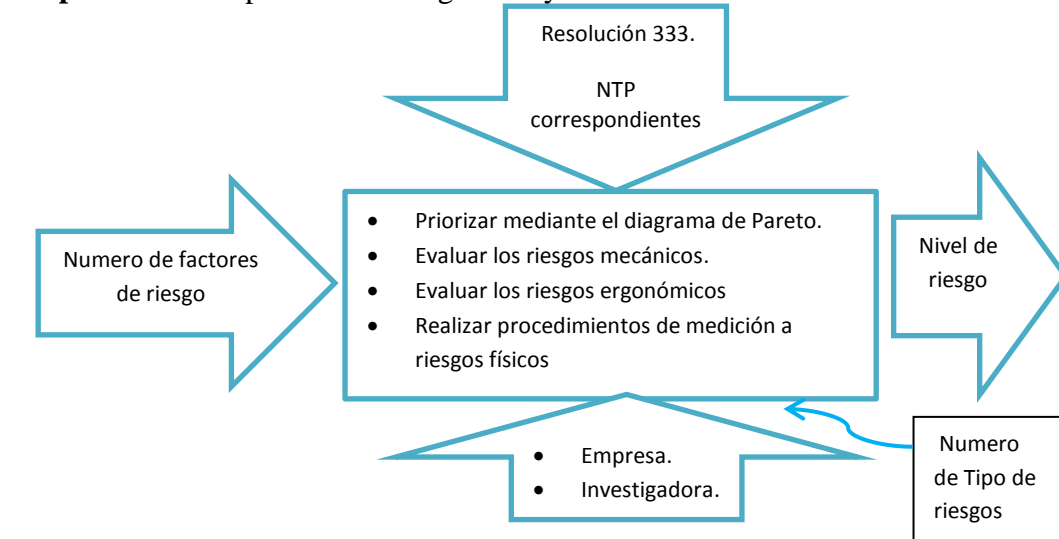 Resolución 333.
NTP
correspondientes
Numero de factores
de riesgo
• Priorizar mediante el diagrama de Pareto.
• Evaluar los riesgos mecánicos.
• Evaluar los riesgos ergonómicos
• Realizar procedimientos de medición a
riesgos físicos
Nivel de
riesgo
• Empresa.
• Investigadora.
Numero
de Tipo de
riesgos